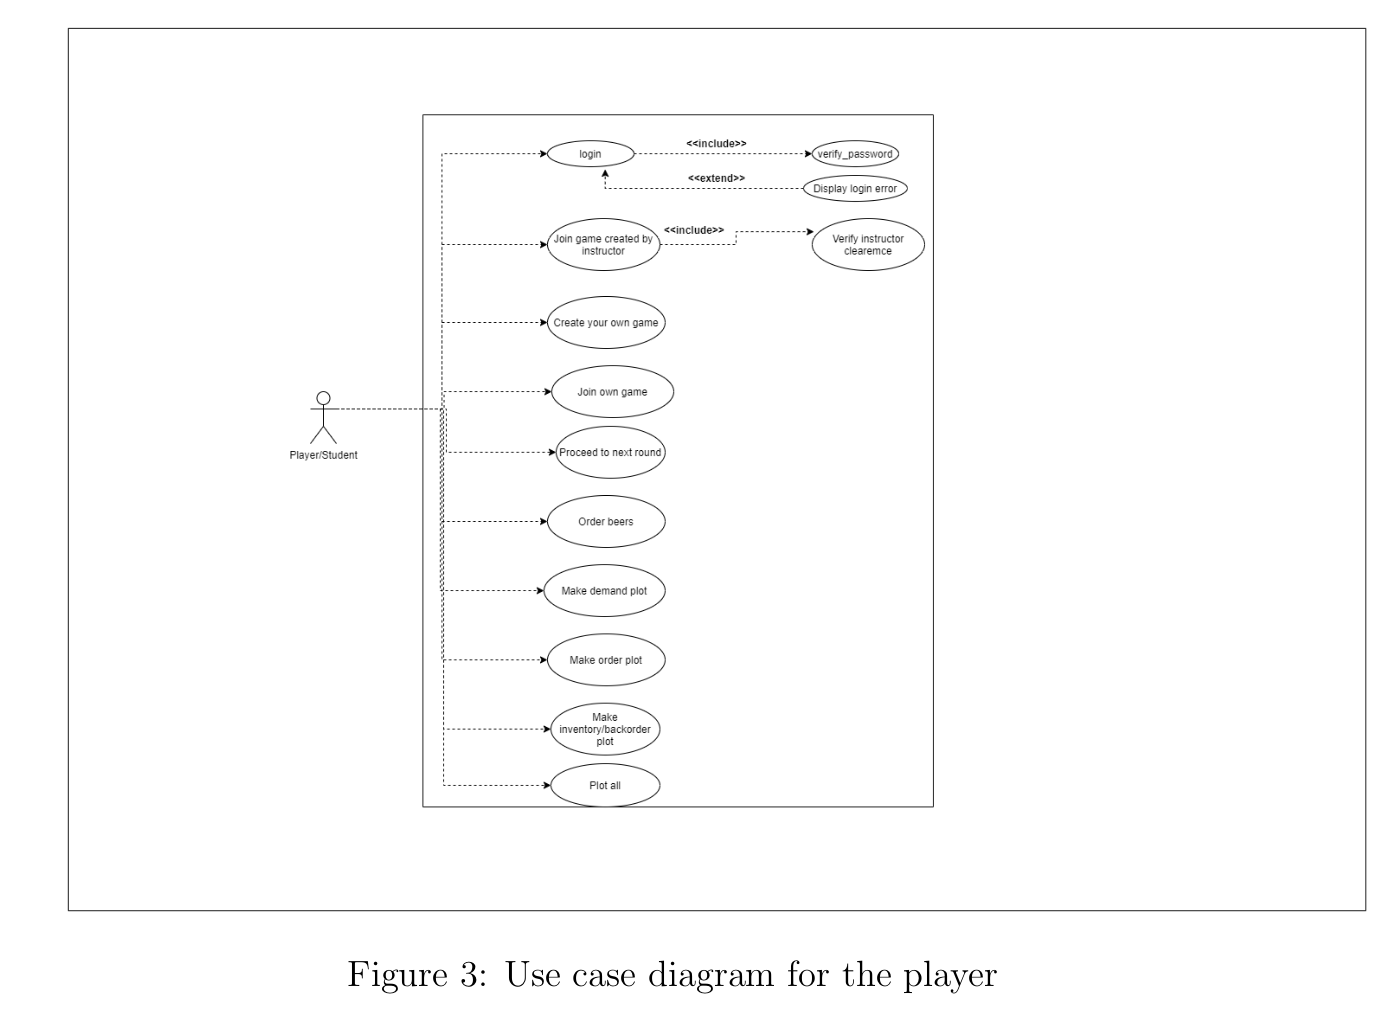 login
<<include>>
verify_password
<<extend>>
Display login error
Join game created by
instructor
<<include>>
Verify instructor
clearemce
Create your own game
Join own game
Player/Student
Proceed to next round
Order beers
Make demand plot
Make order plot
Make
inventory/backorder
plot
Plot all
Figure 3: Use case diagram for the player